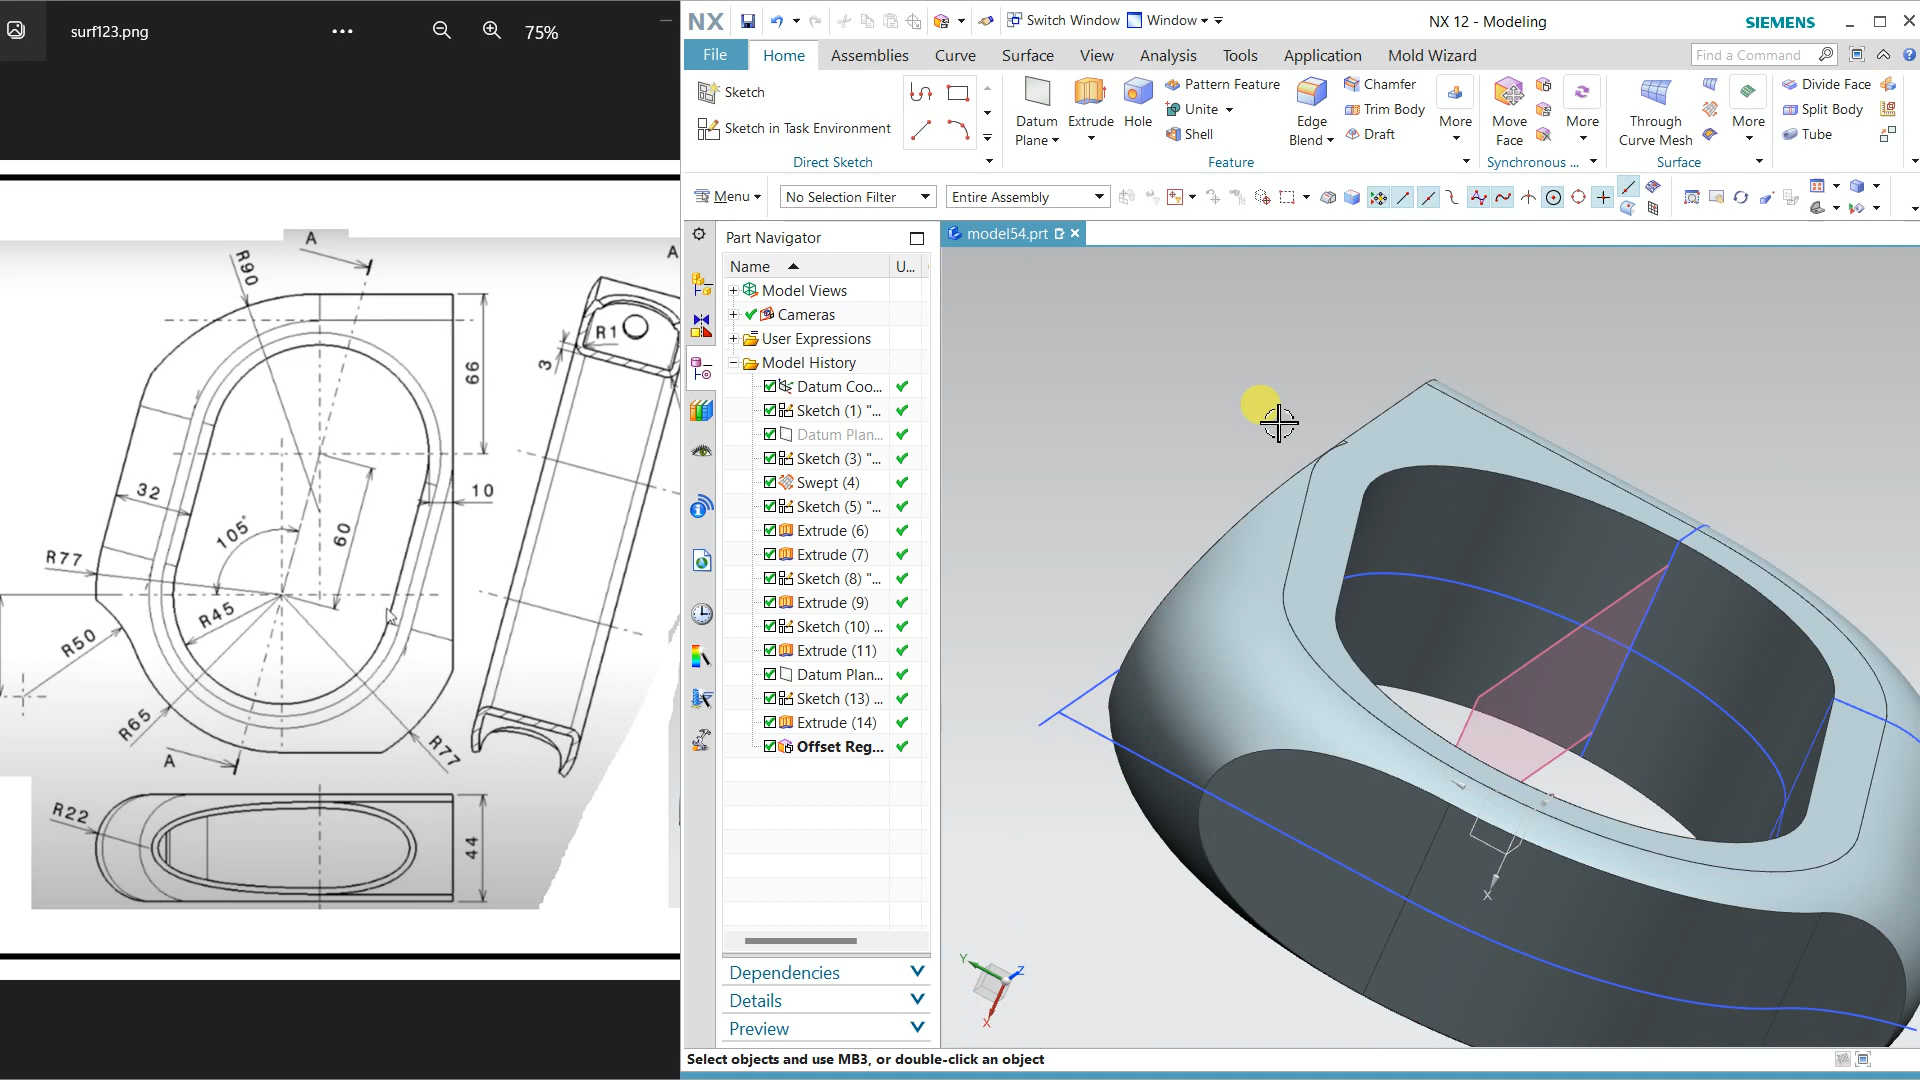 surf123.png
75%
A
R90
A
R1
3
66
32
10
105°
60
R77
R45
R50
R65
A
R77
R22
44
NX
Switch Window
Window
NX 12 - Modeling
SIEMENS
File
Home
Assemblies
Curve
Surface
View
Analysis
Tools
Application
Mold Wizard
Find a Command
Sketch
Sketch in Task Environment
Direct Sketch
Datum
Plane
Extrude
Hole
Pattern Feature
Unite
Shell
Edge
Blend
Chamfer
Trim Body
Draft
More
Feature
Move
Face
More
Synchronous ...
Through
Curve Mesh
More
Surface
Divide Face
Split Body
Tube
Menu
No Selection Filter
Entire Assembly
Part Navigator
model54.prt
Name
U...
Model Views
Cameras
User Expressions
Model History
Datum Coo...
Sketch (1) "...
Datum Plan...
Sketch (3) "...
Swept (4)
Sketch (5) "...
Extrude (6)
Extrude (7)
Sketch (8) "...
Extrude (9)
Sketch (10) ...
Extrude (11)
Datum Plan...
Sketch (13) ...
Extrude (14)
Offset Reg...
Dependencies
Details
Preview
X
Y
Z
X
Select objects and use MB3, or double-click an object